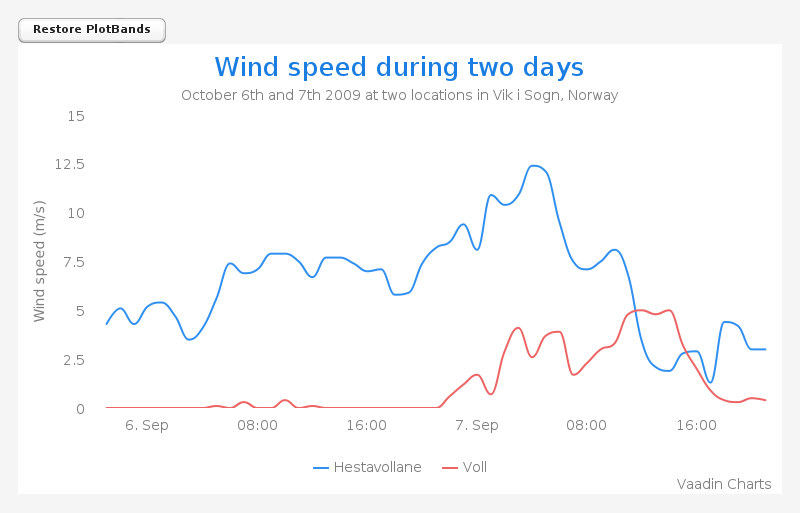 Restore PlotBands
Wind speed during two days
October 6th and 7th 2009 at two locations in Vik i Sogn, Norway
Wind speed (m/s)
15
12.5
10
7.5
5
2.5
0
6. Sep 08:00 16:00 7. Sep 08:00 16:00
Hestavollane Voll
Vaadin Charts